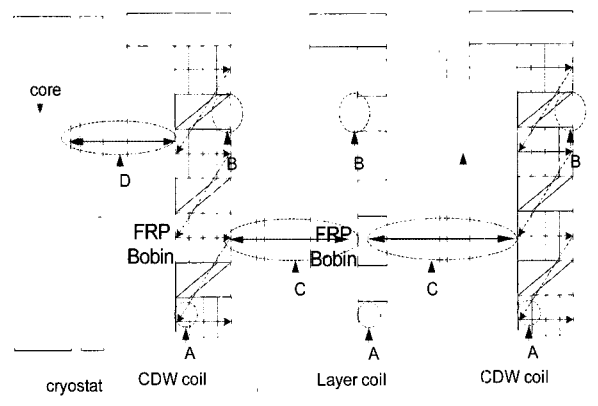 core
B
B
B
D
FRP
Bobin
FRP
Bobin
C
C
A
A
A
cryostat
CDW coil
Layer coil
CDW coil